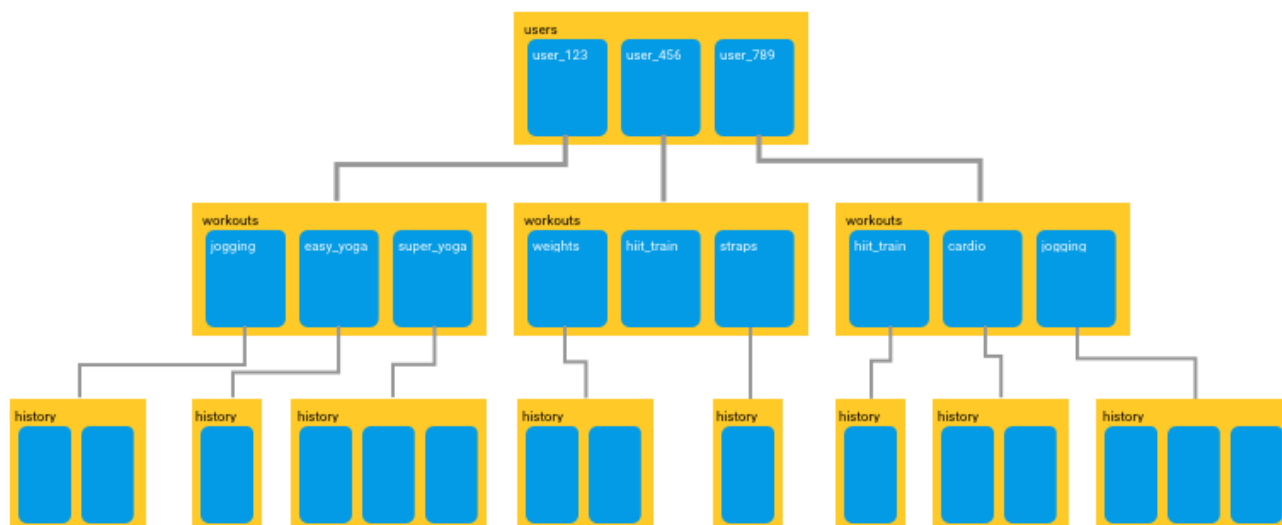 users
user_123 user_456 user_789
workouts workouts workouts
jogging easy_yoga super_yoga weights hiit_train straps hiit_train cardio jogging
history history history history history history history history